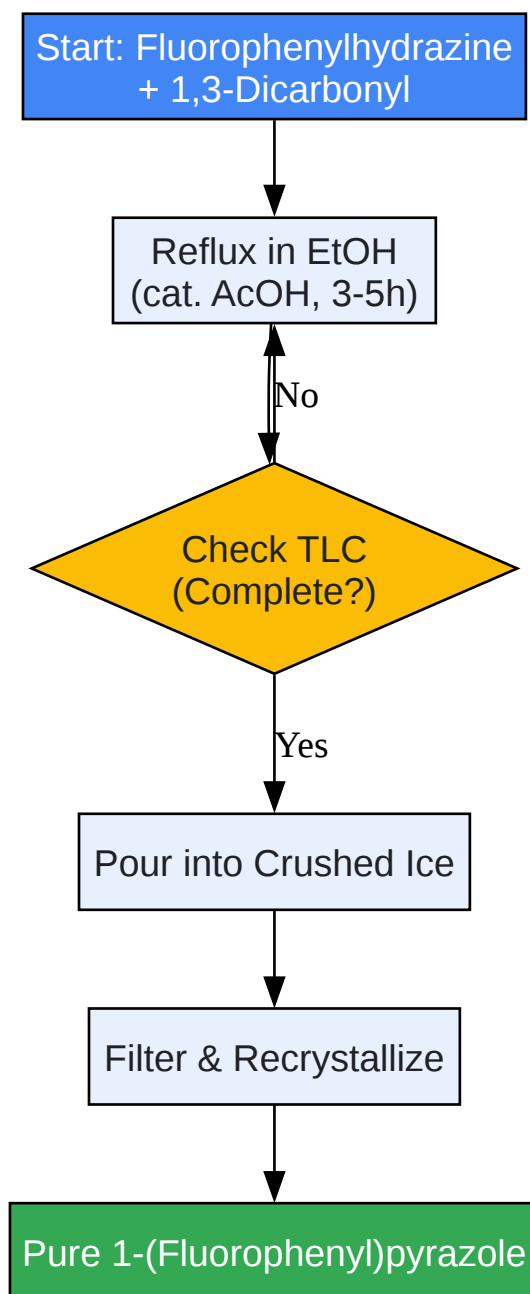 Start: Fluorophenylhydrazine
+ 1,3-Dicarbonyl
Reflux in EtOH
(cat. AcOH, 3-5h)
No
Check TLC
(Complete?)
Yes
Pour into Crushed Ice
Filter & Recrystallize
Pure 1-(Fluorophenyl)pyrazole